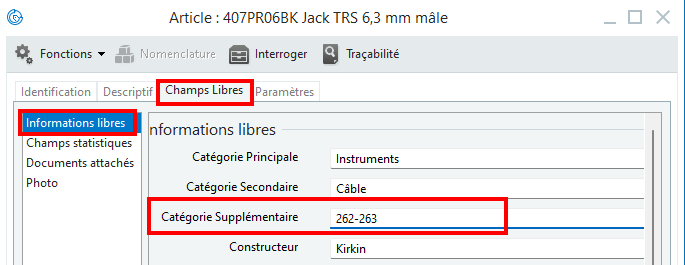 Article : 407PR06BK Jack TRS 6,3 mm mâle
Fonctions Nomenclature Interroger Traçabilité
Identification Descriptif Champs Libres Paramètres
Informations libres
Champs statistiques
Documents attachés
Photo
nformations libres
Catégorie Principale Instruments
Catégorie Secondaire Câble
Catégorie Supplémentaire 262-263
Constructeur Kirkin